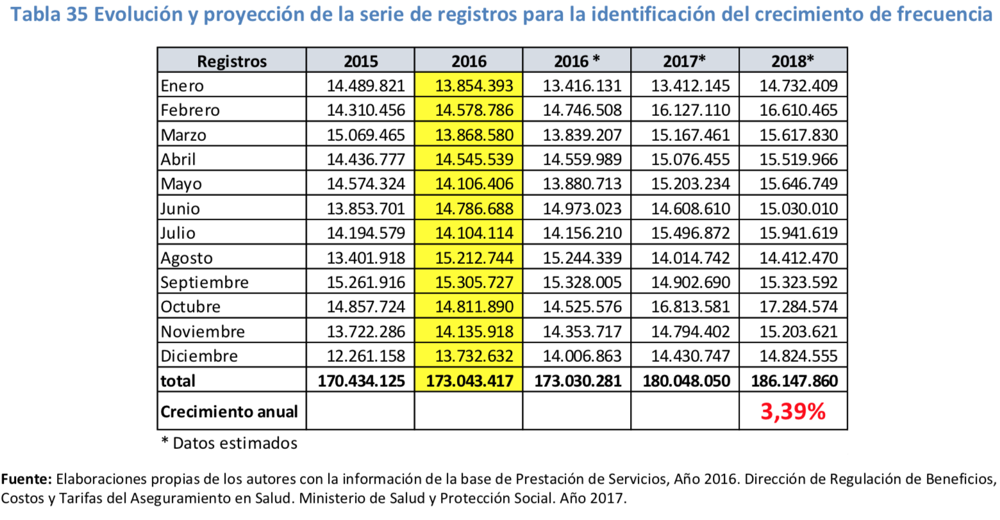 Tabla 35 Evolución y proyección de la serie de registros para la identificación del crecimiento de frecuencia
Registros 2015 2016 2016 * 2017* 2018*
Enero 14.489.821 13.854.393 13.416.131 13.412.145 14.732.409
Febrero 14.310.456 14.578.786 14.746.508 16.127.110 16.610.465
Marzo 15.069.465 13.868.580 13.839.207 15.167.461 15.617.830
Abril 14.436.777 14.545.539 14.559.989 15.076.455 15.519.966
Mayo 14.574.324 14.106.406 13.880.713 15.203.234 15.646.749
Junio 13.853.701 14.786.688 14.973.023 14.608.610 15.030.010
Julio 14.194.579 14.104.114 14.156.210 15.496.872 15.941.619
Agosto 13.401.918 15.212.744 15.244.339 14.014.742 14.412.470
Septiembre 15.261.916 15.305.727 15.328.005 14.902.690 15.323.592
Octubre 14.857.724 14.811.890 14.525.576 16.813.581 17.284.574
Noviembre 13.722.286 14.135.918 14.353.717 14.794.402 15.203.621
Diciembre 12.261.158 13.732.632 14.006.863 14.430.747 14.824.555
total 170.434.125 173.043.417 173.030.281 180.048.050 186.147.860
Crecimiento anual 3,39%
* Datos estimados
Fuente: Elaboraciones propias de los autores con la información de la base de Prestación de Servicios, Año 2016. Dirección de Regulación de Beneficios,
Costos y Tarifas del Aseguramiento en Salud. Ministerio de Salud y Protección Social. Año 2017.